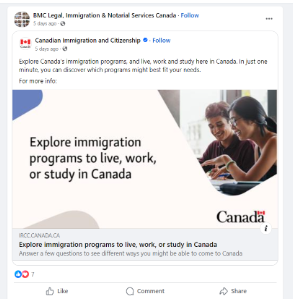 BMC Legal, Immigration & Notarial Services Canada · Follow
5 days ago ·
Canadian Immigration and Citizenship · Follow
5 days ago ·
Explore Canada's immigration programs, and live, work and study here in Canada. In just one
minute, you can discover which programs might best fit your needs.
For more info:
Explore immigration
programs to live, work,
or study in Canada
Canada
IRCC.CANADA.CA
Explore immigration programs to live, work, or study in Canada
Answer a few questions to see different ways you might be able to come to Canada
7
Like
Comment
Share